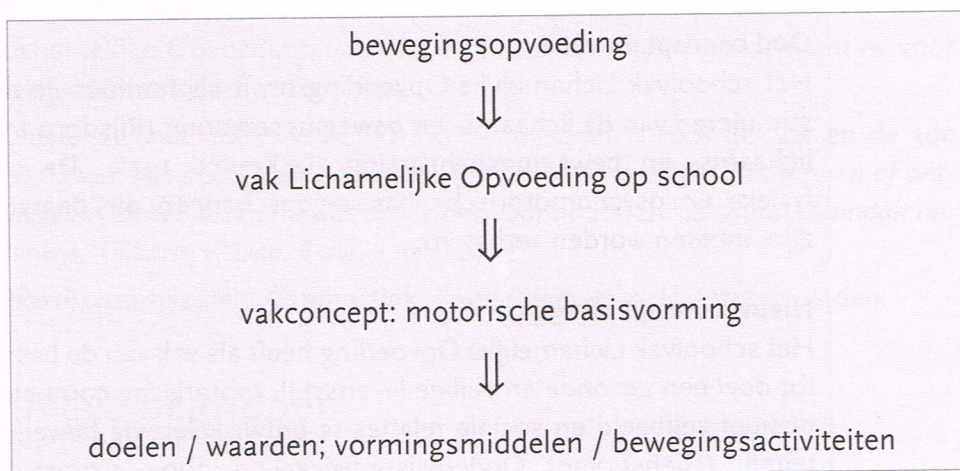 bewegingsopvoeding
⇓
vak Lichamelijke Opvoeding op school
⇓
vakconcept: motorische basisvorming
⇓
doelen / waarden; vormingsmiddelen / bewegingsactiviteiten